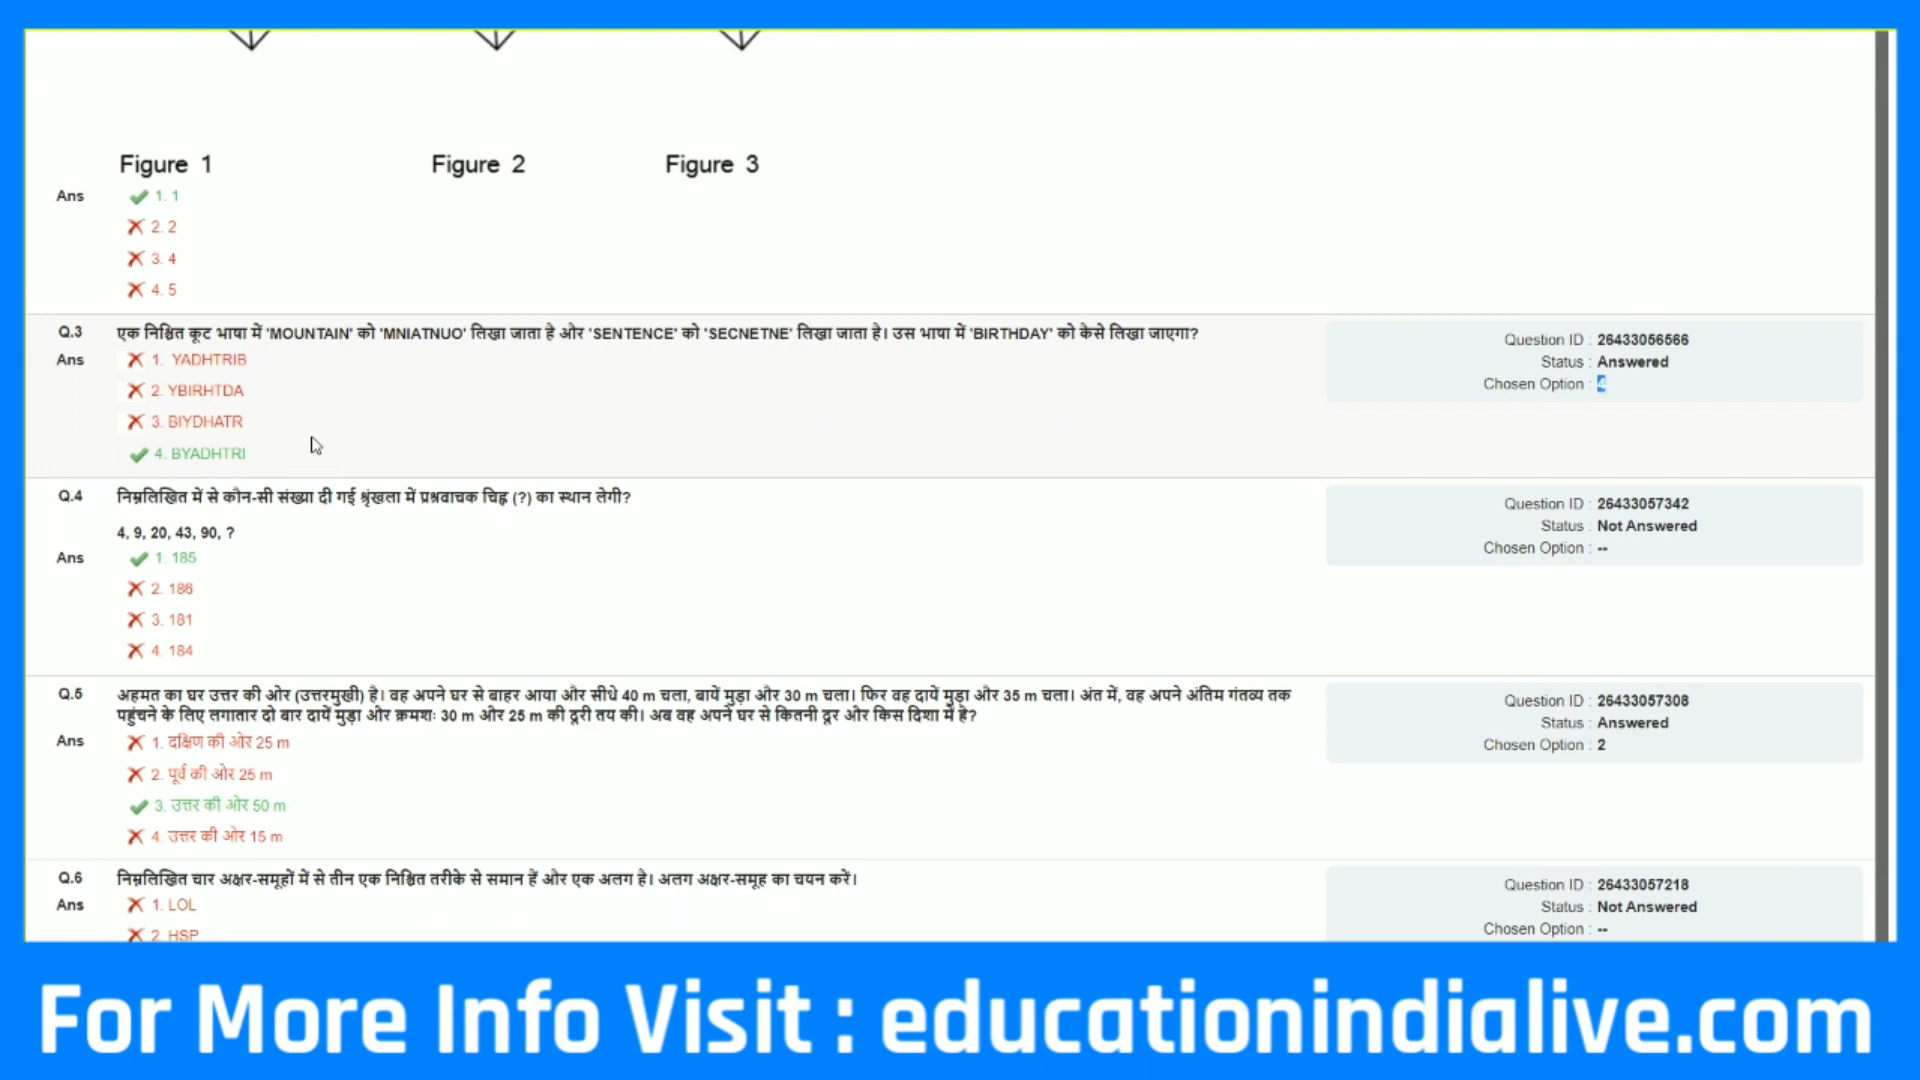 Figure 1 Figure 2 Figure 3
Ans 1. 1
2. 2
3. 4
4. 5
Q.3 एक निश्चित कूट भाषा में 'MOUNTAIN' को 'MNIATNUO' लिखा जाता है और 'SENTENCE' को 'SECNETNE' लिखा जाता है। उस भाषा में 'BIRTHDAY' को कैसे लिखा जाएगा?
Ans 1. YADHTRIB
2. YBIRHTDA
3. BIYDHATR
4. BYADHTRI
Question ID : 26433056566
Status : Answered
Chosen Option : 4
Q.4 निम्नलिखित में से कौन-सी संख्या दी गई श्रृंखला में प्रश्नवाचक चिह्न (?) का स्थान लेगी?
4, 9, 20, 43, 90, ?
Ans 1. 185
2. 186
3. 181
4. 184
Question ID : 26433057342
Status : Not Answered
Chosen Option : --
Q.5 अहमत का घर उत्तर की ओर (उत्तरमुखी) है। वह अपने घर से बाहर आया और सीधे 40 m चला, बायें मुड़ा और 30 m चला। फिर वह दायें मुड़ा और 35 m चला। अंत में, वह अपने अंतिम गंतव्य तक
पहुंचने के लिए लगातार दो बार दायें मुड़ा और क्रमशः 30 m और 25 m की दूरी तय की। अब वह अपने घर से कितनी दूर और किस दिशा में है?
Ans 1. दक्षिण की ओर 25 m
2. पूर्व की ओर 25 m
3. उत्तर की ओर 50 m
4. उत्तर की ओर 15 m
Question ID : 26433057308
Status : Answered
Chosen Option : 2
Q.6 निम्नलिखित चार अक्षर-समूहों में से तीन एक निश्चित तरीके से समान हैं और एक अलग है। अलग अक्षर-समूह का चयन करें।
Ans 1. LOL
2. HSP
Question ID : 26433057218
Status : Not Answered
Chosen Option : --
For More Info Visit : educationindialive.com